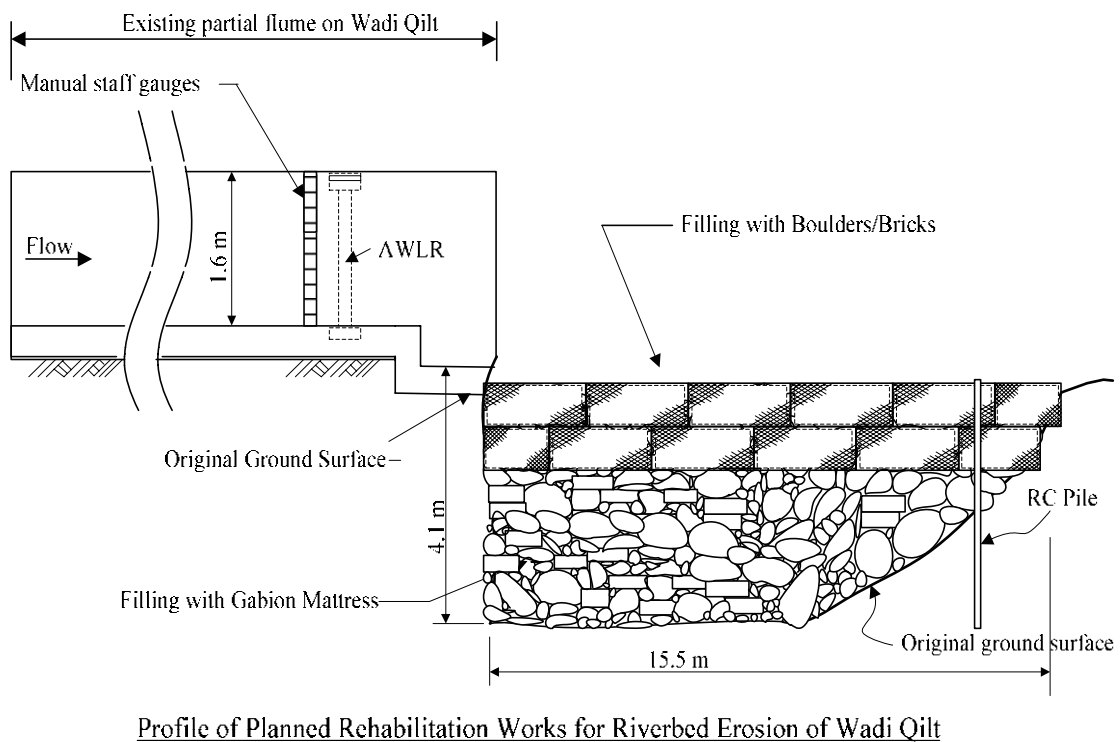 Existing partial flume on Wadi Qilt
Manual staff gauges
Filling with Boulders/Bricks
Flow
1.6 m
AWLR
Original Ground Surface
RC Pile
4.1 m
Filling with Gabion Mattress
Original ground surface
15.5 m
Profile of Planned Rehabilitation Works for Riverbed Erosion of Wadi Qilt